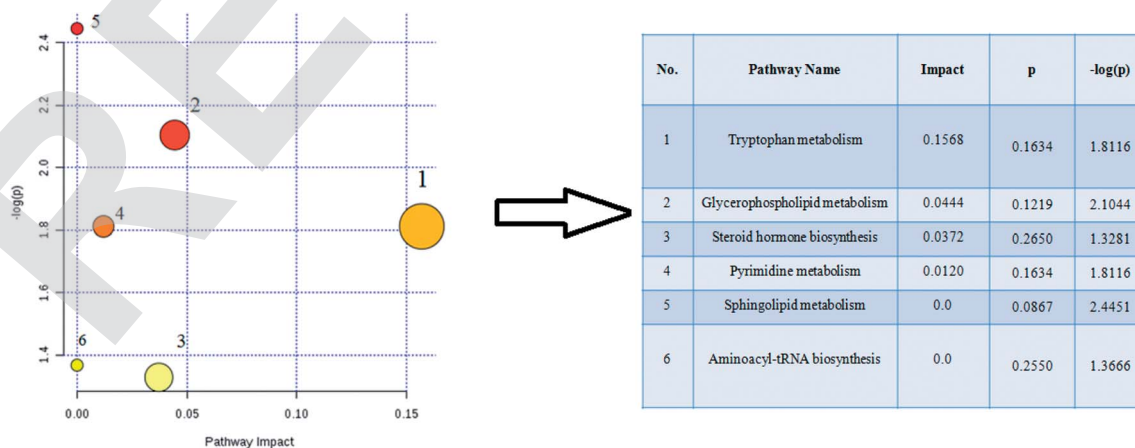 5
2.4
2
2.2
2.0
1
-log(p)
4
1.8
1.6
6
3
1.4
0.00 0.05 0.10 0.15
Pathway Impact
No. Pathway Name Impact p -log(p)
1 Tryptophan metabolism 0.1568 0.1634 1.8116
2 Glycerophospholipid metabolism 0.0444 0.1219 2.1044
3 Steroid hormone biosynthesis 0.0372 0.2650 1.3281
4 Pyrimidine metabolism 0.0120 0.1634 1.8116
5 Sphingolipid metabolism 0.0 0.0867 2.4451
6 Aminoacyl-tRNA biosynthesis 0.0 0.2550 1.3666